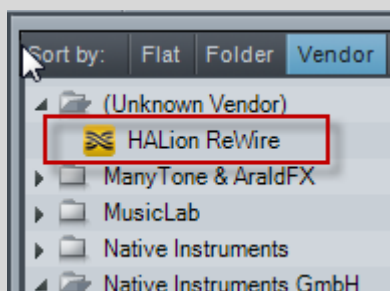 Sort by: Flat Folder Vendor
(Unknown Vendor)
HALion ReWire
ManyTone & AraldFX
MusicLab
Native Instruments
Native Instruments GmbH